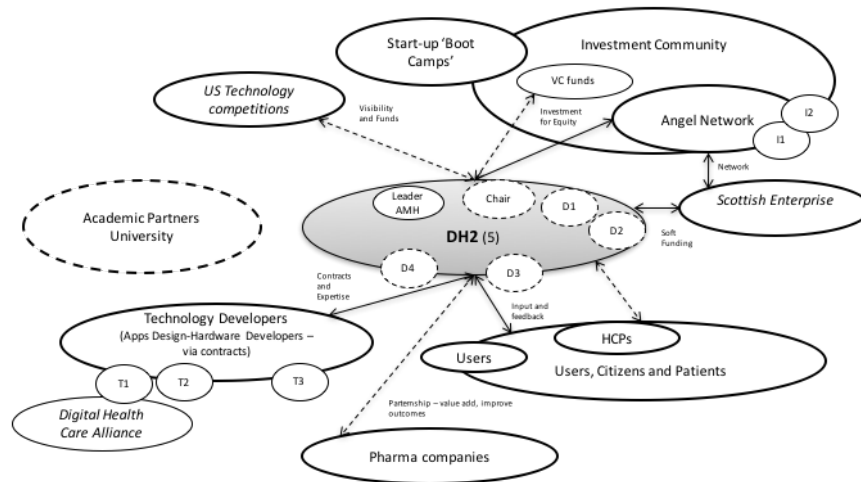 Start-up 'Boot
Camps'
Investment Community
VC funds
US Technology
competitions
Visibility
and Funds
Investment
for Equity
Angel Network
I2
I1
Network
Academic Partners
University
Leader
AMH
Chair
D1
D2
DH2 (5)
D4
D3
Scottish Enterprise
Soft
Funding
Contracts
and
Expertise
Input and
feedback
Technology Developers
(Apps Design-Hardware Developers –
via contracts)
T1
T2
T3
Digital Health
Care Alliance
Users
HCPs
Users, Citizens and Patients
Parternship – value add, improve
outcomes
Pharma companies